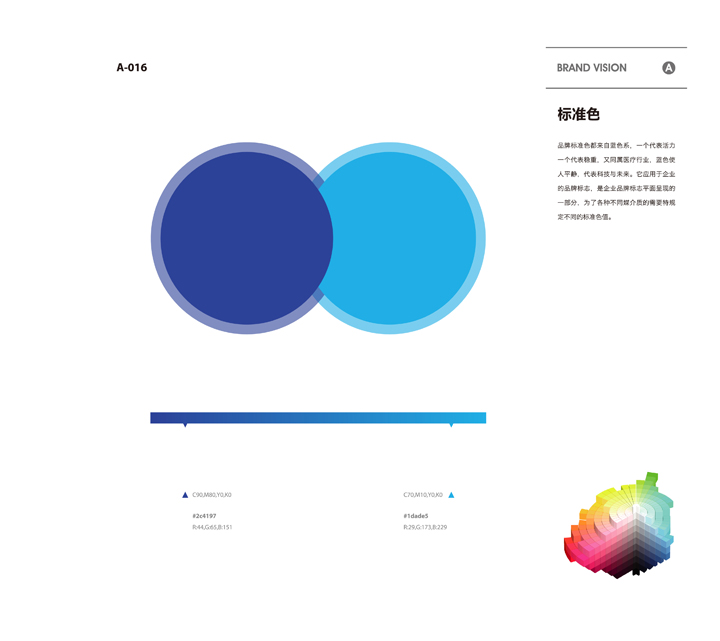 A-016
BRAND VISION
A
标准色
品牌标准色都来自蓝色系，一个代表活力
一个代表稳重，又同属医疗行业，蓝色使
人平静，代表科技与未来。它应用于企业
的品牌标志，是企业品牌标志平面呈现的
一部分，为了各种不同媒介质的需要特规
定不同的标准色值。
C90,M80,Y0,K0
#2c4197
R:44,G:65,B:151
C70,M10,Y0,K0
#1dade5
R:29,G:173,B:229